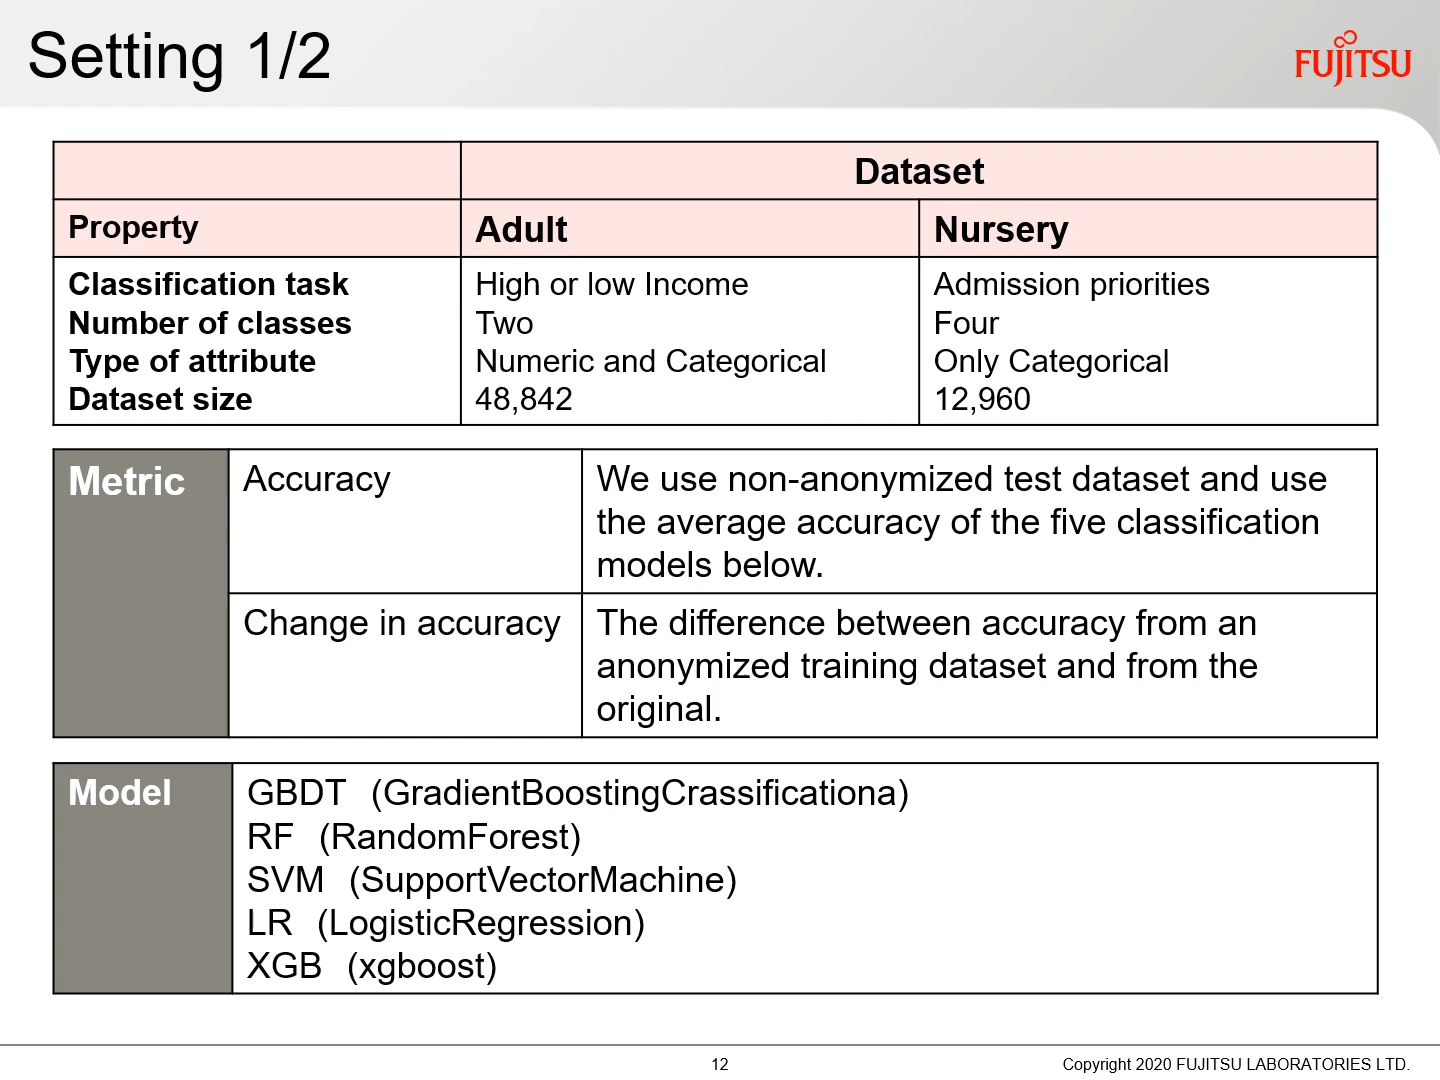 Setting 1/2
FUJITSU
Dataset
Property Adult Nursery
Classification task High or low Income Admission priorities
Number of classes Two Four
Type of attribute Numeric and Categorical Only Categorical
Dataset size 48,842 12,960
Metric Accuracy We use non-anonymized test dataset and use
the average accuracy of the five classification
models below.
Change in accuracy The difference between accuracy from an
anonymized training dataset and from the
original.
Model GBDT (GradientBoostingCrassificationa)
RF (RandomForest)
SVM (SupportVectorMachine)
LR (LogisticRegression)
XGB (xgboost)
12 Copyright 2020 FUJITSU LABORATORIES LTD.